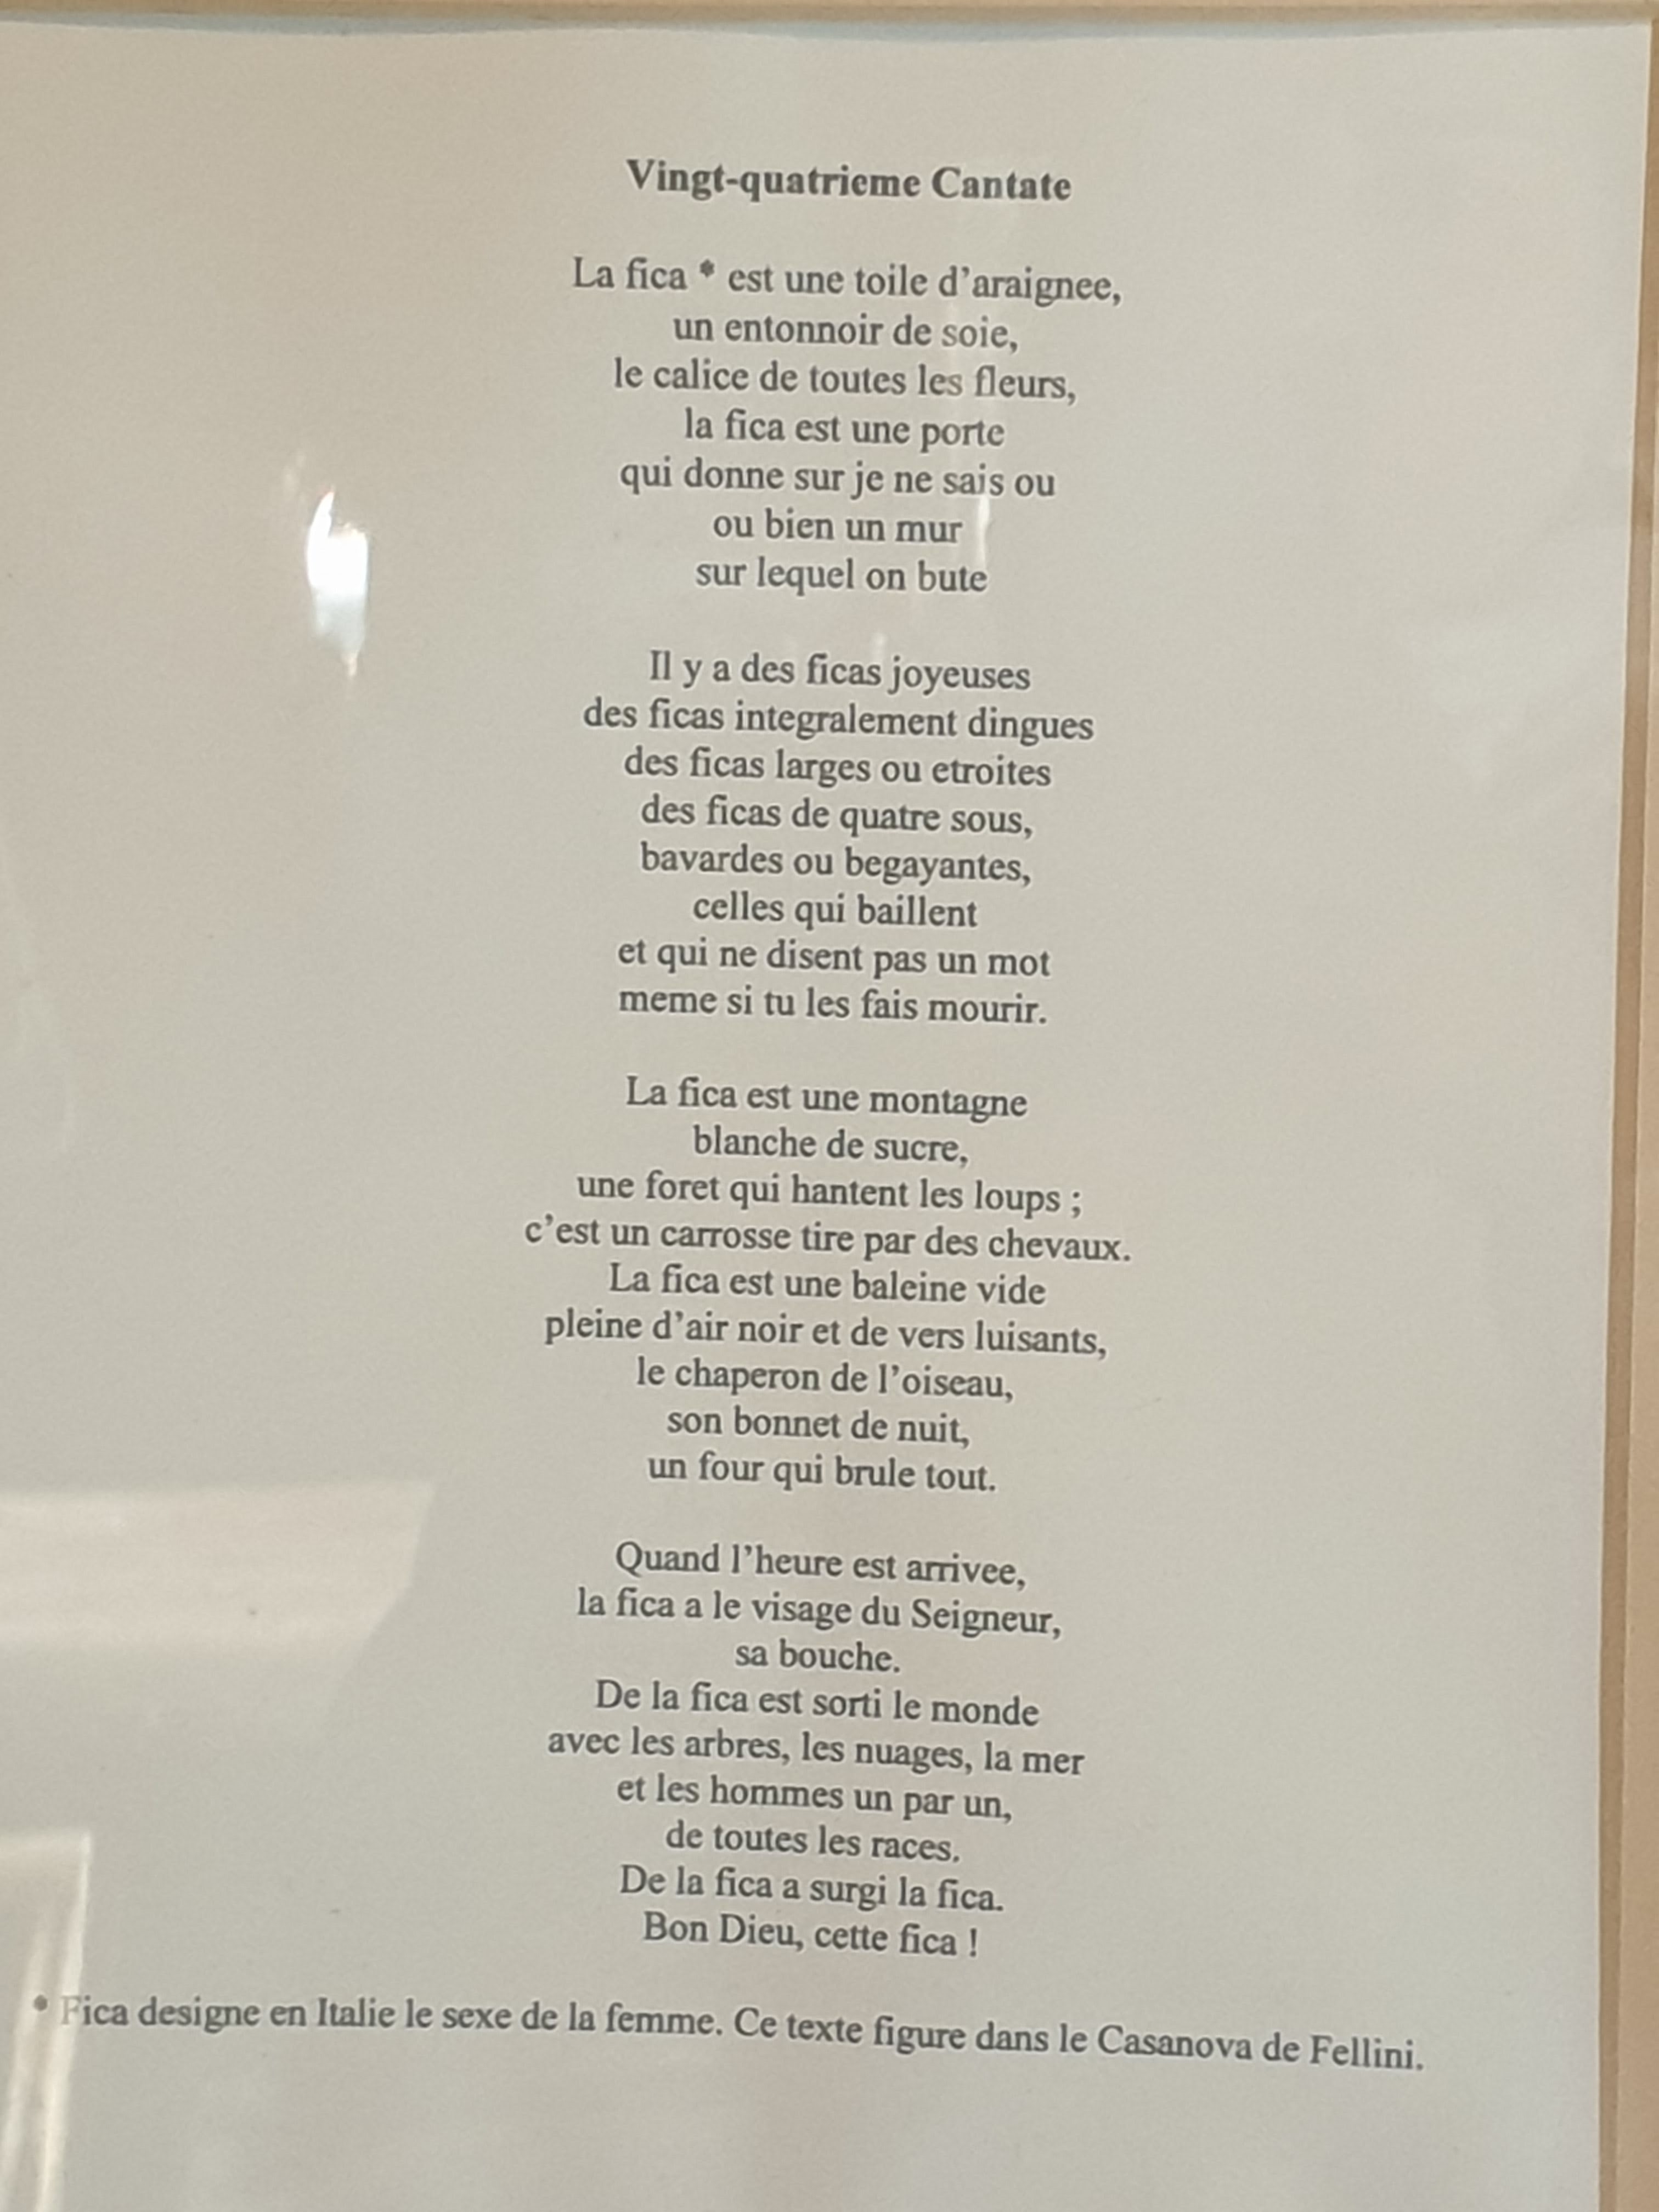 Vingt-quatrieme Cantate
La fica * est une toile d'araignee,
un entonnoir de soie,
le calice de toutes les fleurs,
la fica est une porte
qui donne sur je ne sais ou
ou bien un mur
sur lequel on bute
Il y a des ficas joyeuses
des ficas integralement dingues
des ficas larges ou etroites
des ficas de quatre sous,
bavardes ou begayantes,
celles qui baillent
et qui ne disent pas un mot
meme si tu les fais mourir.
La fica est une montagne
blanche de sucre,
une foret qui hantent les loups ;
c'est un carrosse tire par des chevaux.
La fica est une baleine vide
pleine d'air noir et de vers luisants,
le chaperon de l'oiseau,
son bonnet de nuit,
un four qui brule tout.
Quand l'heure est arrivee,
la fica a le visage du Seigneur,
sa bouche.
De la fica est sorti le monde
avec les arbres, les nuages, la mer
et les hommes un par un,
de toutes les races.
De la fica a surgi la fica.
Bon Dieu, cette fica !
* Fica designe en Italie le sexe de la femme. Ce texte figure dans le Casanova de Fellini.